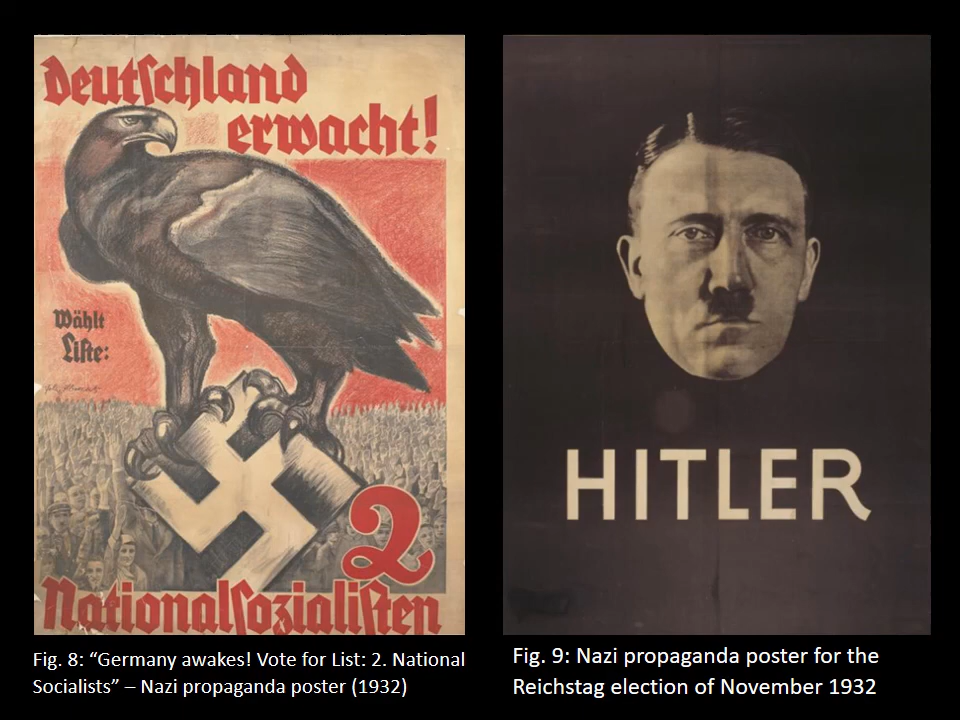 Deutschland
erwacht!
Wählt
Liste:
2
Nationalsozialisten
Fig. 8: “Germany awakes! Vote for List: 2. National
Socialists” – Nazi propaganda poster (1932)
HITLER
Fig. 9: Nazi propaganda poster for the
Reichstag election of November 1932